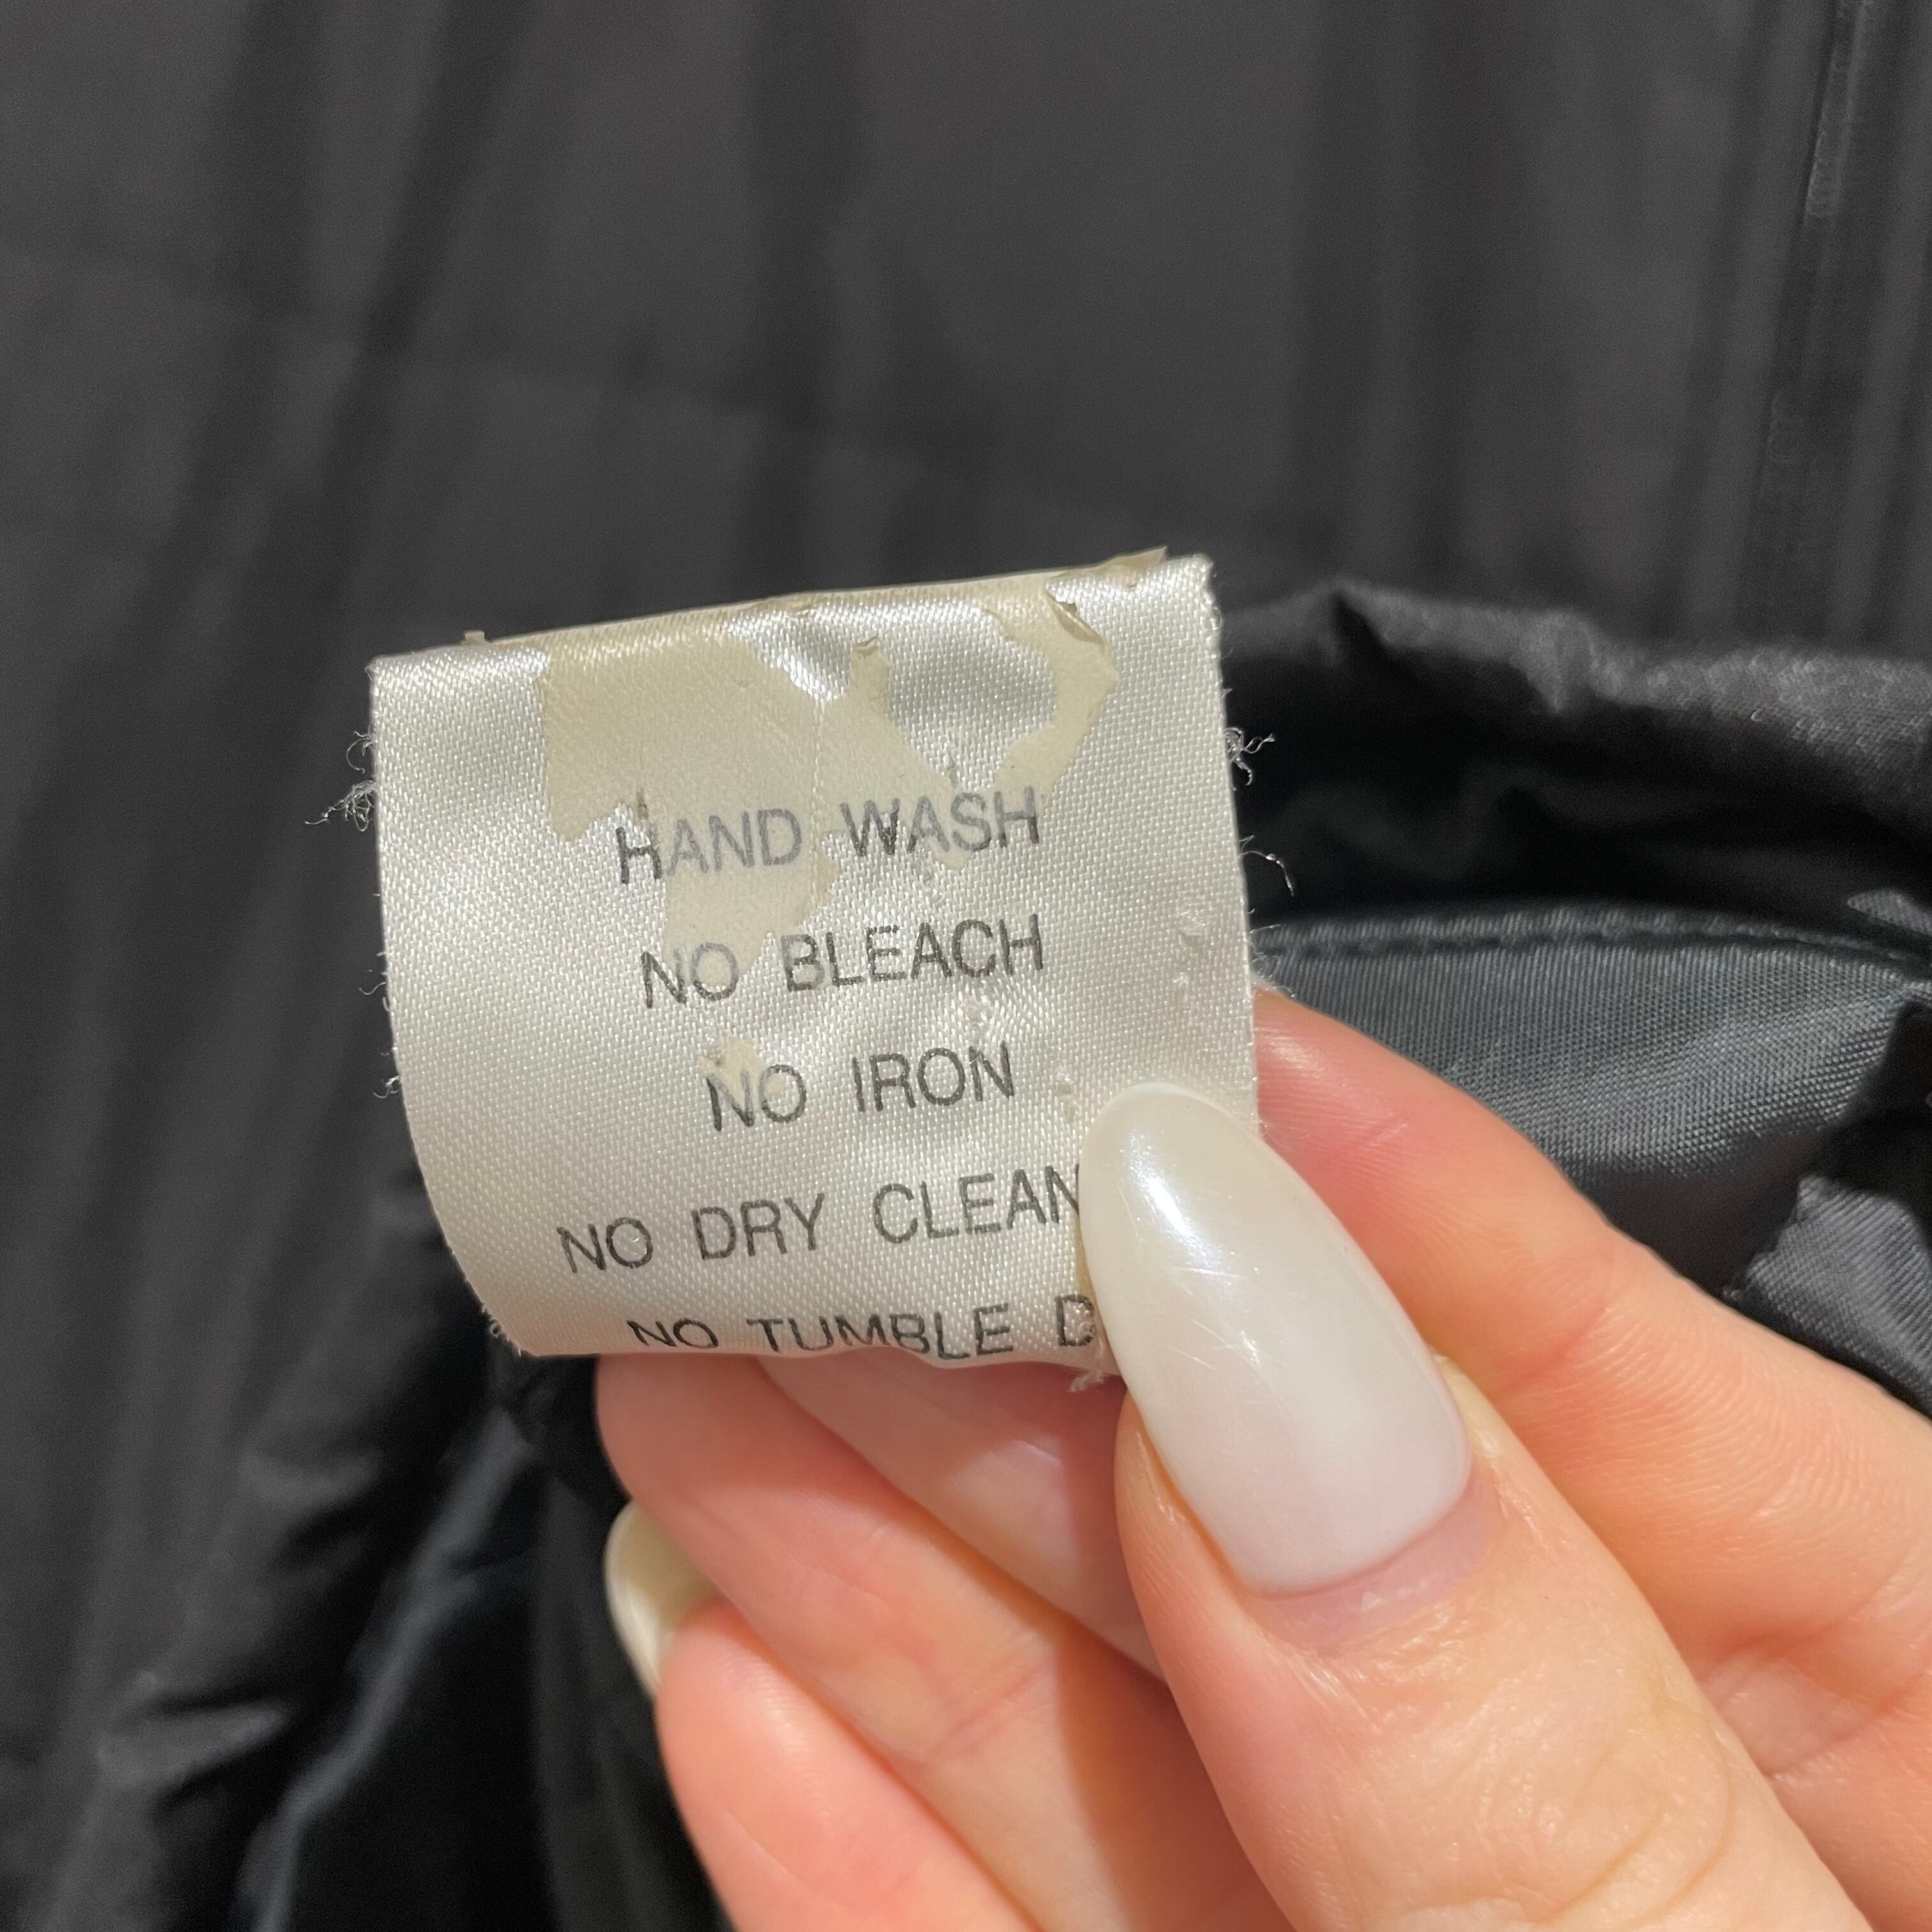 HAND WASH
NO BLEACH
NO IRON
NO DRY CLEAN
NO TUMBLE D